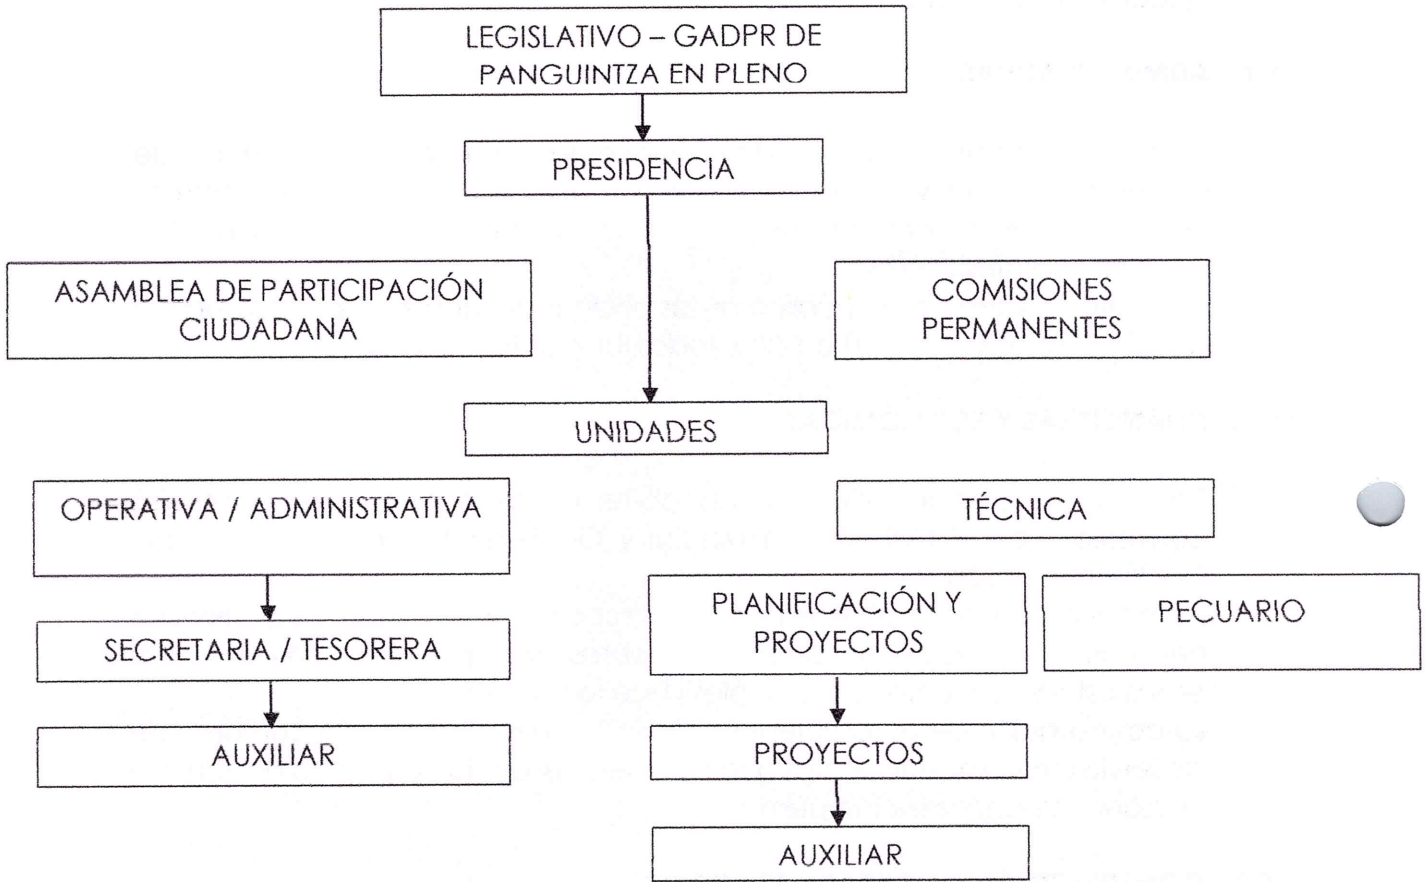 LEGISLATIVO – GADPR DE
PANGUINTZA EN PLENO
PRESIDENCIA
ASAMBLEA DE PARTICIPACIÓN
CIUDADANA
COMISIONES
PERMANENTES
UNIDADES
OPERATIVA / ADMINISTRATIVA
TÉCNICA
PLANIFICACIÓN Y
PROYECTOS
PECUARIO
SECRETARIA / TESORERA
AUXILIAR
PROYECTOS
AUXILIAR